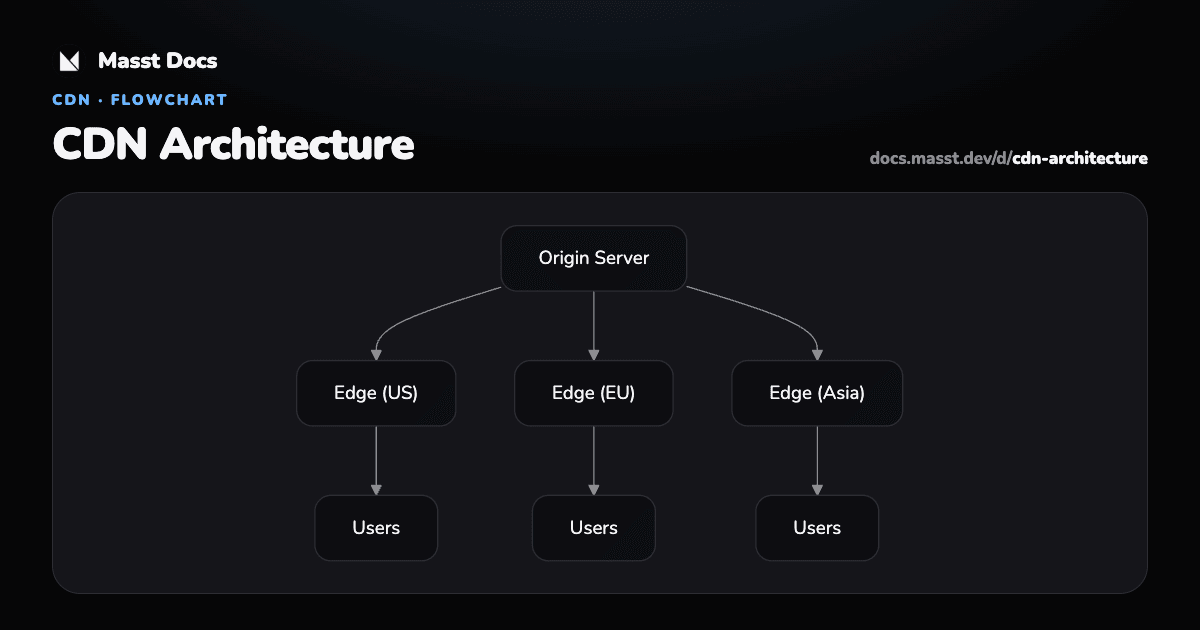 Masst Docs
CDN · FLOWCHART
CDN Architecture
docs.masst.dev/d/cdn-architecture
Origin Server
Edge (US)
Edge (EU)
Edge (Asia)
Users
Users
Users